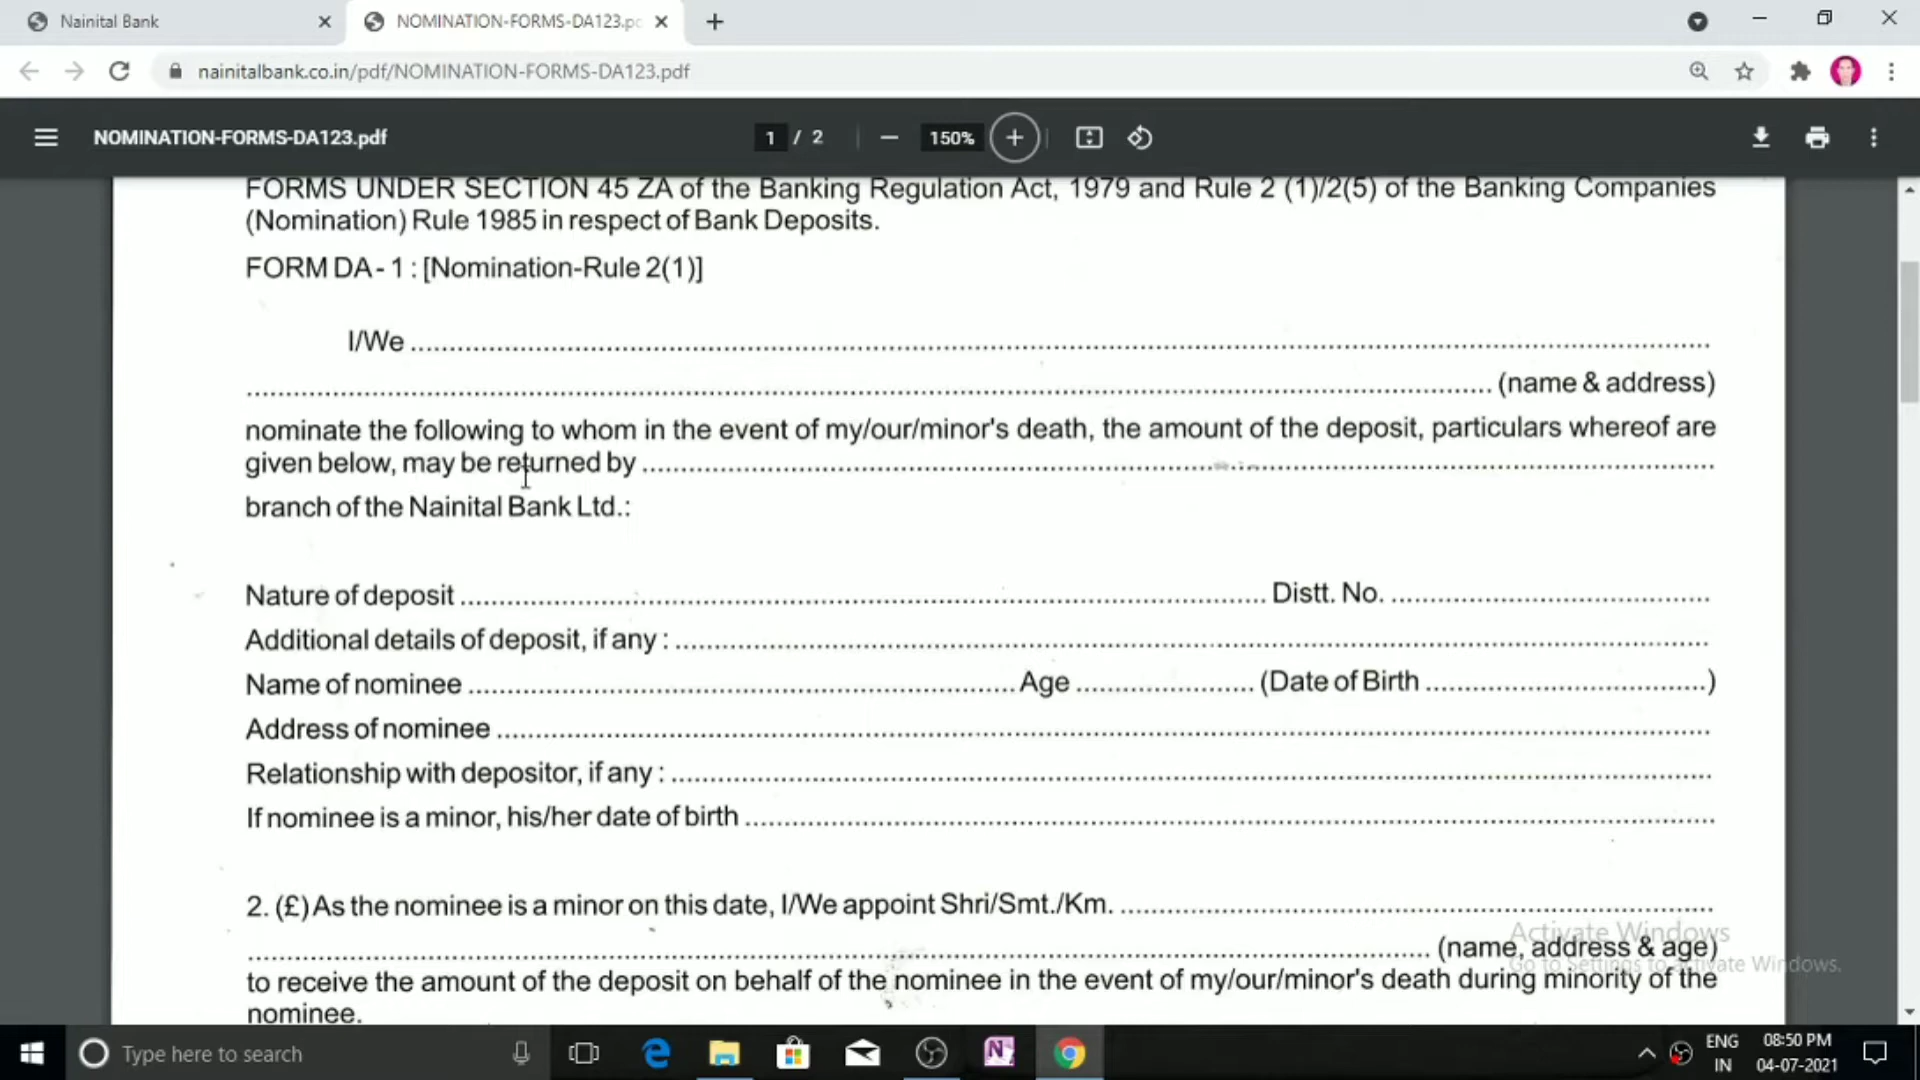 Nainital Bank
NOMINATION-FORMS-DA123.pc
nainitalbank.co.in/pdf/NOMINATION-FORMS-DA123.pdf
NOMINATION-FORMS-DA123.pdf
1 / 2
150%
FORMS UNDER SECTION 45 ZA of the Banking Regulation Act, 1979 and Rule 2 (1)/2(5) of the Banking Companies
(Nomination) Rule 1985 in respect of Bank Deposits.
FORM DA - 1 : [Nomination-Rule 2(1)]
I/We ........................................
........................................ (name & address)
nominate the following to whom in the event of my/our/minor's death, the amount of the deposit, particulars whereof are
given below, may be returned by ........................................
branch of the Nainital Bank Ltd.:
Nature of deposit ........................................ Distt. No. ....................
Additional details of deposit, if any : ........................................
Name of nominee ........................................ Age .................... (Date of Birth ....................)
Address of nominee ........................................
Relationship with depositor, if any : ........................................
If nominee is a minor, his/her date of birth ........................................
2. (£) As the nominee is a minor on this date, I/We appoint Shri/Smt./Km. ........................................
........................................ (name, address & age)
to receive the amount of the deposit on behalf of the nominee in the event of my/our/minor's death during minority of the
nominee.
Activate Windows
Go to Settings to activate Windows.
Type here to search
ENG
IN
08:50 PM
04-07-2021